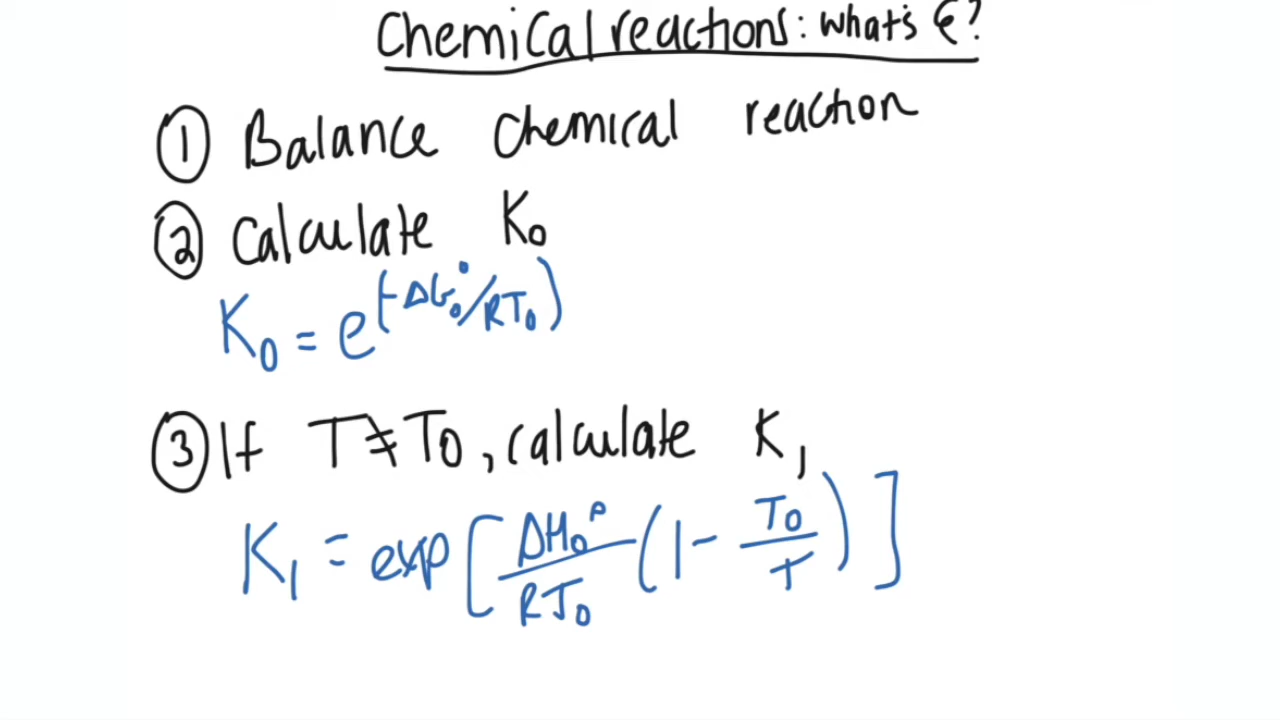 Chemical reactions: what's ϵ?
① Balance chemical reaction
② Calculate K₀
K₀ = e^(-ΔG₀°/RT₀)
③ If T ≠ T₀, calculate K₁
K₁ = exp[ΔH₀°/RT₀ (1 - T₀/T)]